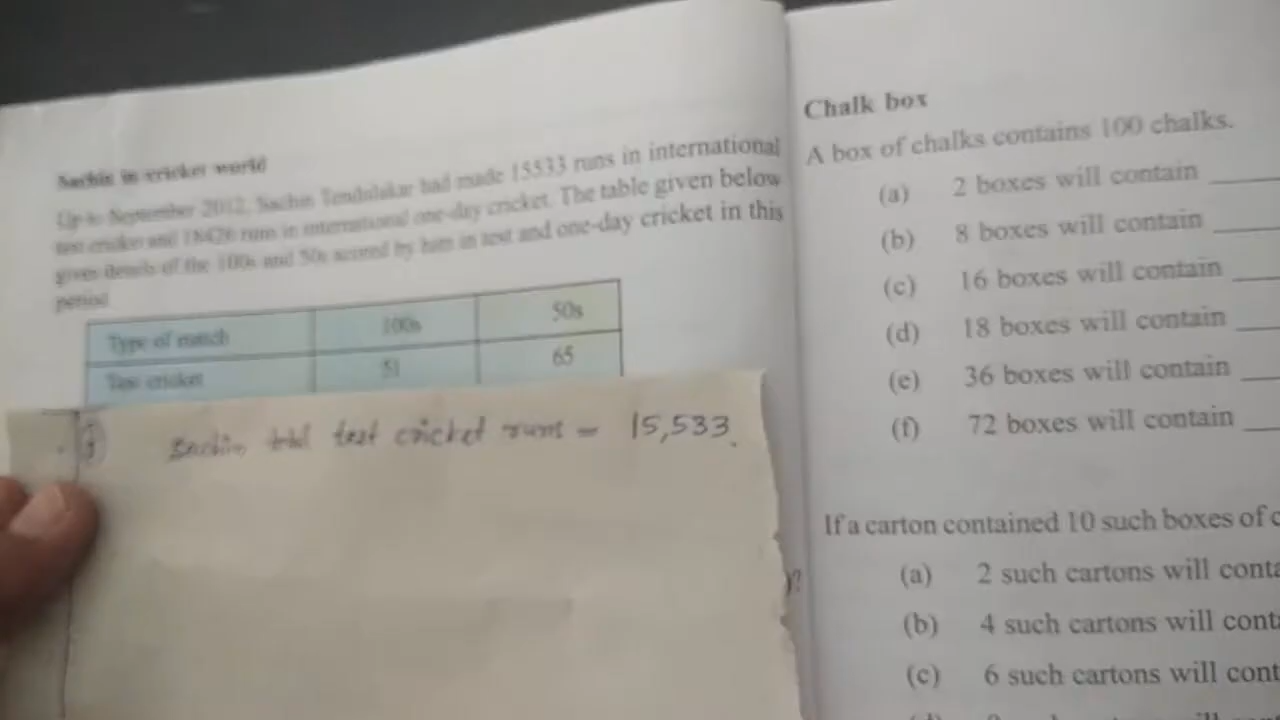 Sachin in cricket world
Up to September 2012, Sachin Tendulakar had made 15533 runs in international
test cricket and 18426 runs in international one-day cricket. The table given below
gives details of the 100s and 50s scored by him in test and one-day cricket in this
period
Type of match 100s 50s
Test cricket 51 65
Sachin total test cricket runs = 15,533.
)?
Chalk box
A box of chalks contains 100 chalks.
(a) 2 boxes will contain
(b) 8 boxes will contain
(c) 16 boxes will contain
(d) 18 boxes will contain
(e) 36 boxes will contain
(f) 72 boxes will contain
If a carton contained 10 such boxes of c
(a) 2 such cartons will conta
(b) 4 such cartons will cont
(c) 6 such cartons will cont